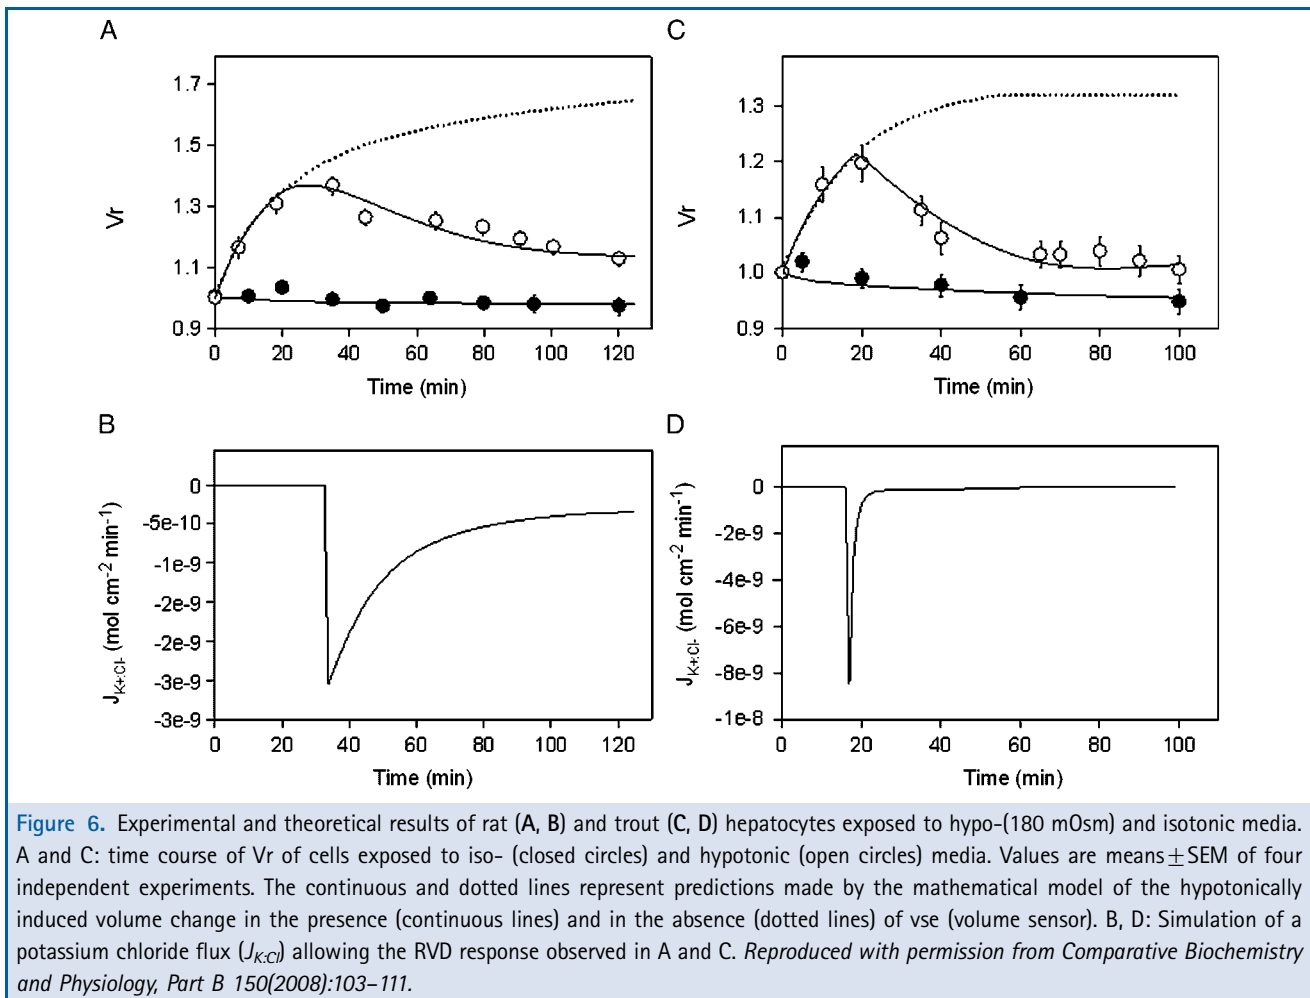 A
1.7
1.5
1.3
1.1
0.9
Vr
0 20 40 60 80 100 120
Time (min)
C
1.3
1.2
1.1
1.0
0.9
Vr
0 20 40 60 80 100
Time (min)
B
0
-5e-10
-1e-9
-2e-9
-2e-9
-3e-9
-3e-9
J_K+:Cl- (mol cm^-2 min^-1)
0 20 40 60 80 100 120
Time (min)
D
0
-2e-9
-4e-9
-6e-9
-8e-9
-1e-8
J_K+:Cl- (mol cm^-2 min^-1)
0 20 40 60 80 100
Time (min)
Figure 6. Experimental and theoretical results of rat (A, B) and trout (C, D) hepatocytes exposed to hypo-(180 mOsm) and isotonic media.
A and C: time course of Vr of cells exposed to iso- (closed circles) and hypotonic (open circles) media. Values are means±SEM of four
independent experiments. The continuous and dotted lines represent predictions made by the mathematical model of the hypotonically
induced volume change in the presence (continuous lines) and in the absence (dotted lines) of vse (volume sensor). B, D: Simulation of a
potassium chloride flux (J_K:Cl) allowing the RVD response observed in A and C. Reproduced with permission from Comparative Biochemistry
and Physiology, Part B 150(2008):103–111.